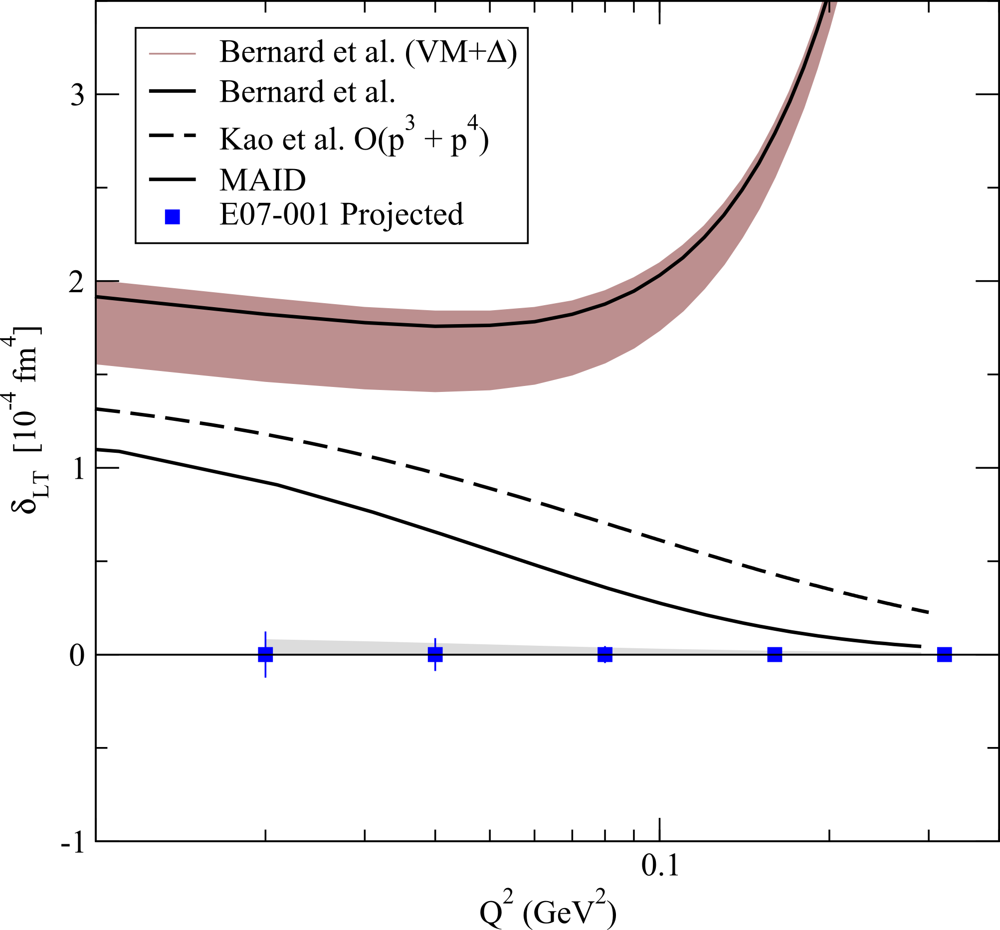 Bernard et al. (VM+Δ)
Bernard et al.
Kao et al. O(p³ + p⁴)
MAID
E07-001 Projected
3
2
1
0
-1
δLT [10⁻⁴ fm⁴]
0.1
Q² (GeV²)